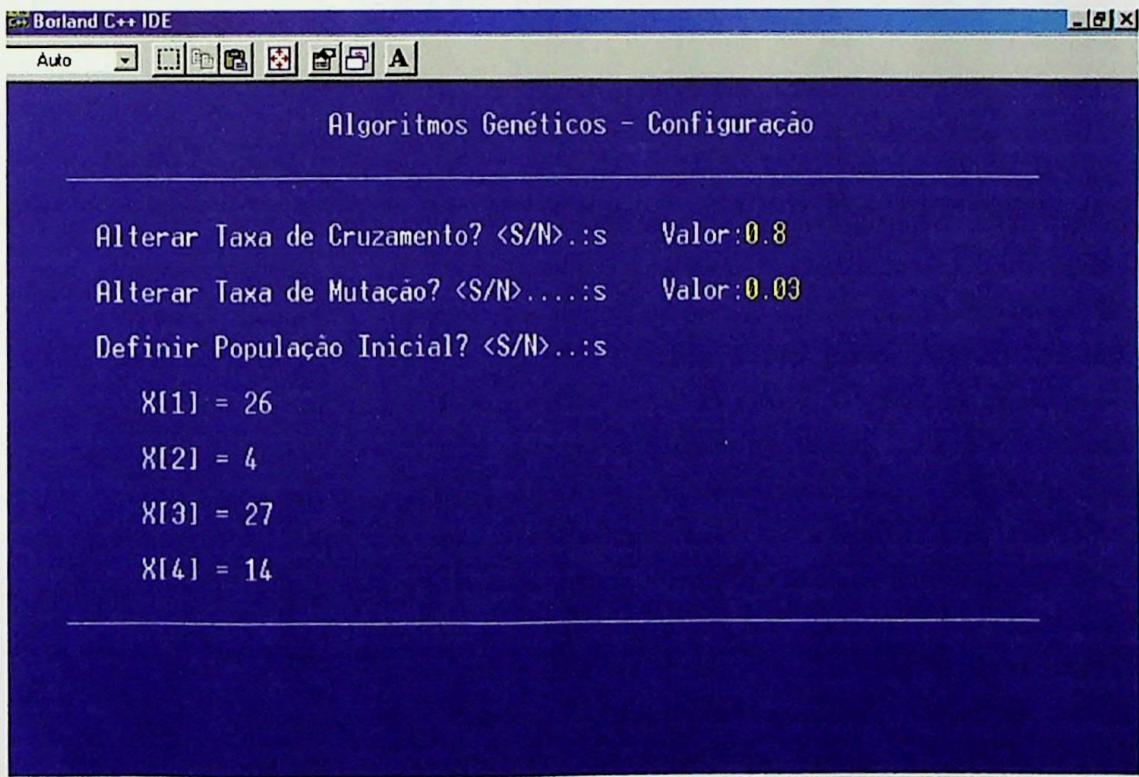 Borland C++ IDE
Auto
A
Algoritmos Genéticos - Configuração
Alterar Taxa de Cruzamento? <S/N>.:s Valor:0.8
Alterar Taxa de Mutação? <S/N>....:s Valor:0.03
Definir População Inicial? <S/N>..:s
X[1] = 26
X[2] = 4
X[3] = 27
X[4] = 14